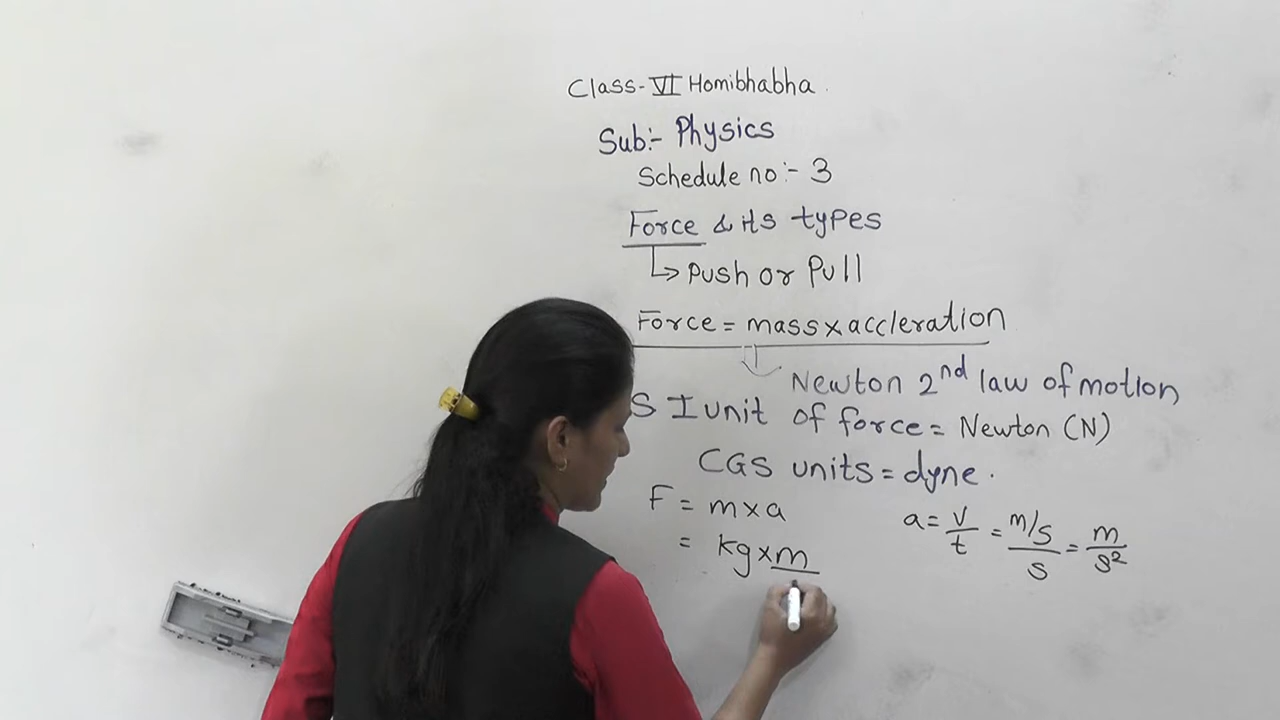 Class-VI Homibhabha.
Sub:- Physics
Schedule no:- 3
Force & its types
↳ Push or Pull
Force = mass x accleration
Newton 2nd law of motion
S I unit of force = Newton (N)
CGS units = dyne.
F = m x a
= kg x m
a = v/t = m/s/s = m/s²